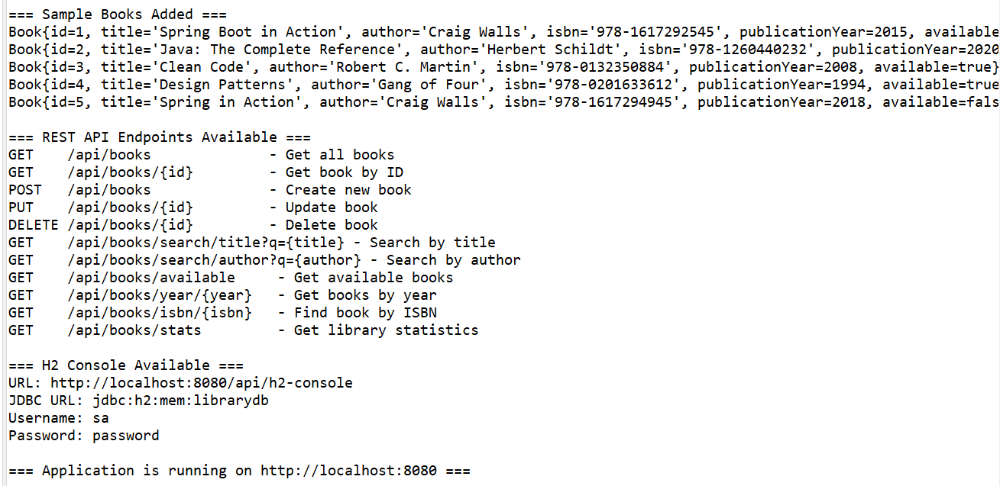 === Sample Books Added ===
Book{id=1, title='Spring Boot in Action', author='Craig Walls', isbn='978-1617292545', publicationYear=2015, available
Book{id=2, title='Java: The Complete Reference', author='Herbert Schildt', isbn='978-1260440232', publicationYear=2020
Book{id=3, title='Clean Code', author='Robert C. Martin', isbn='978-0132350884', publicationYear=2008, available=true}
Book{id=4, title='Design Patterns', author='Gang of Four', isbn='978-0201633612', publicationYear=1994, available=true
Book{id=5, title='Spring in Action', author='Craig Walls', isbn='978-1617294945', publicationYear=2018, available=fals

=== REST API Endpoints Available ===
GET    /api/books              - Get all books
GET    /api/books/{id}         - Get book by ID
POST   /api/books              - Create new book
PUT    /api/books/{id}         - Update book
DELETE /api/books/{id}         - Delete book
GET    /api/books/search/title?q={title} - Search by title
GET    /api/books/search/author?q={author} - Search by author
GET    /api/books/available     - Get available books
GET    /api/books/year/{year}   - Get books by year
GET    /api/books/isbn/{isbn}   - Find book by ISBN
GET    /api/books/stats         - Get library statistics

=== H2 Console Available ===
URL: http://localhost:8080/api/h2-console
JDBC URL: jdbc:h2:mem:librarydb
Username: sa
Password: password

=== Application is running on http://localhost:8080 ===